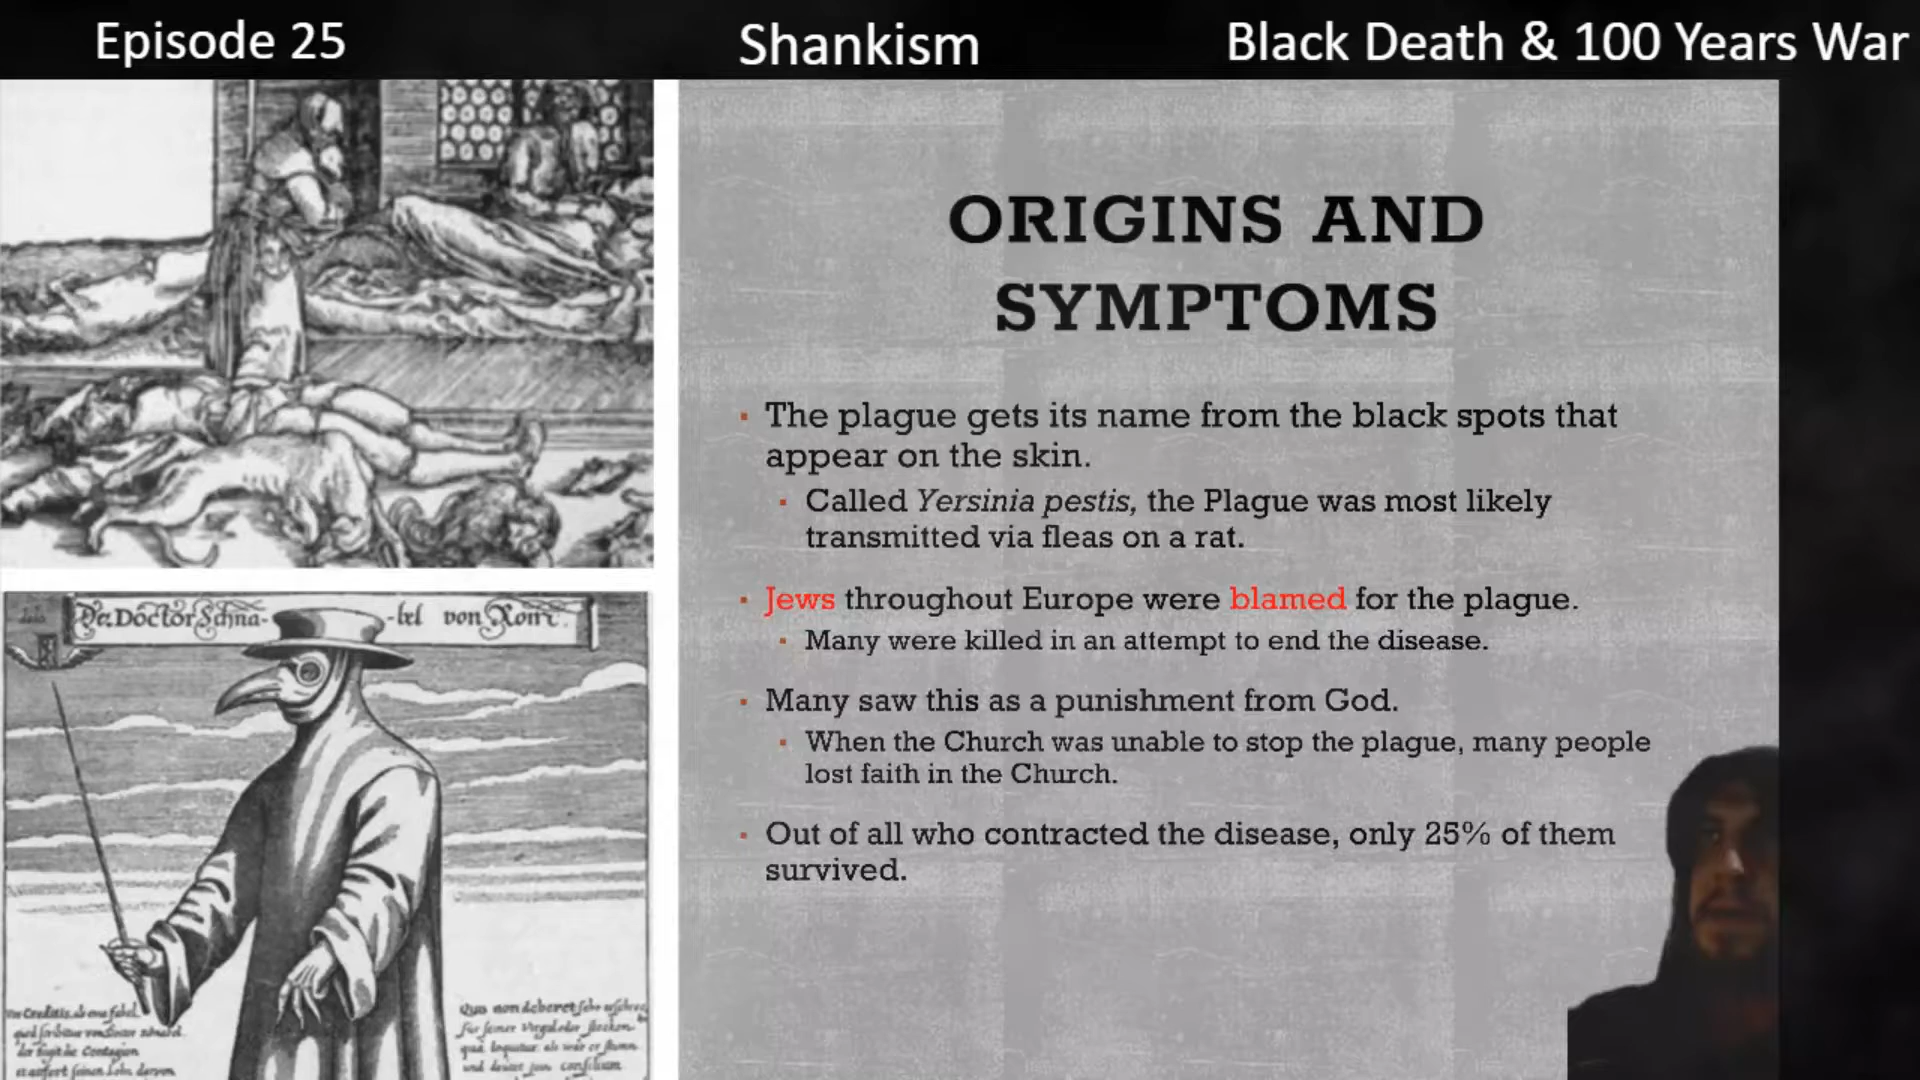 Episode 25
Shankism
Black Death & 100 Years War
ORIGINS AND
SYMPTOMS
▪ The plague gets its name from the black spots that
appear on the skin.
▪ Called Yersinia pestis, the Plague was most likely
transmitted via fleas on a rat.
▪ Jews throughout Europe were blamed for the plague.
▪ Many were killed in an attempt to end the disease.
▪ Many saw this as a punishment from God.
▪ When the Church was unable to stop the plague, many people
lost faith in the Church.
▪ Out of all who contracted the disease, only 25% of them
survived.
Doctor Schna-
-bel von Rom.